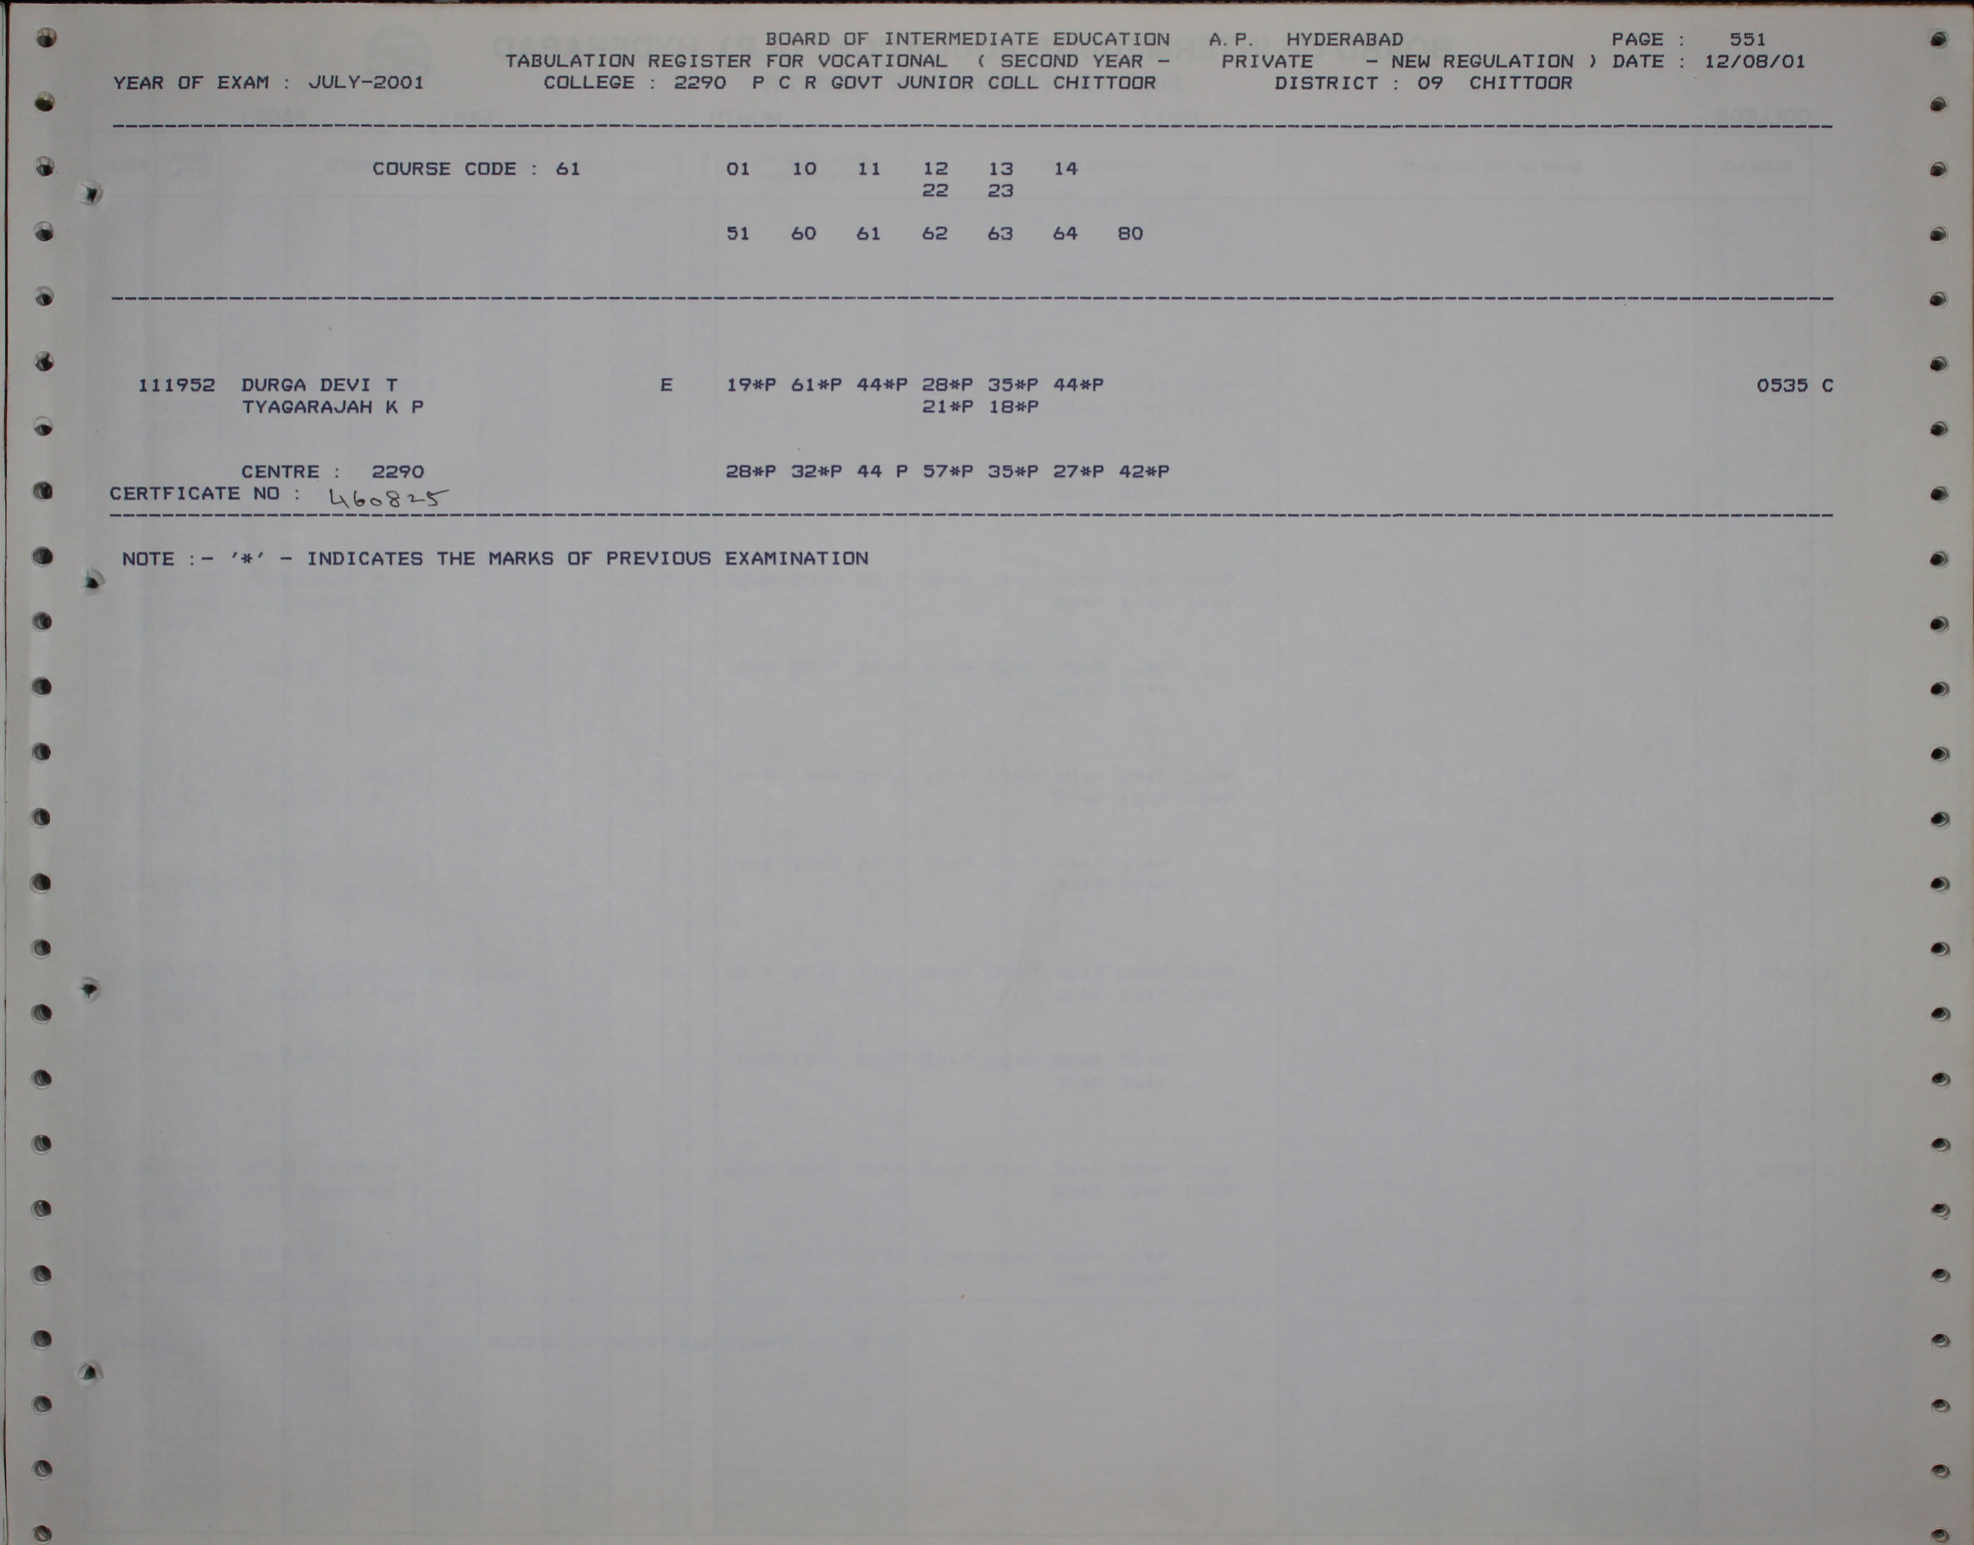 BOARD OF INTERMEDIATE EDUCATION A.P. HYDERABAD PAGE : 551
TABULATION REGISTER FOR VOCATIONAL ( SECOND YEAR - PRIVATE - NEW REGULATION ) DATE : 12/08/01
YEAR OF EXAM : JULY-2001 COLLEGE : 2290 P C R GOVT JUNIOR COLL CHITTOOR DISTRICT : 09 CHITTOOR
COURSE CODE : 61 01 10 11 12 13 14
22 23
51 60 61 62 63 64 80
111952 DURGA DEVI T E 19*P 61*P 44*P 28*P 35*P 44*P 0535 C
TYAGARAJAH K P 21*P 18*P
CENTRE : 2290 28*P 32*P 44 P 57*P 35*P 27*P 42*P
CERTFICATE NO : 460825
NOTE :- '*' - INDICATES THE MARKS OF PREVIOUS EXAMINATION